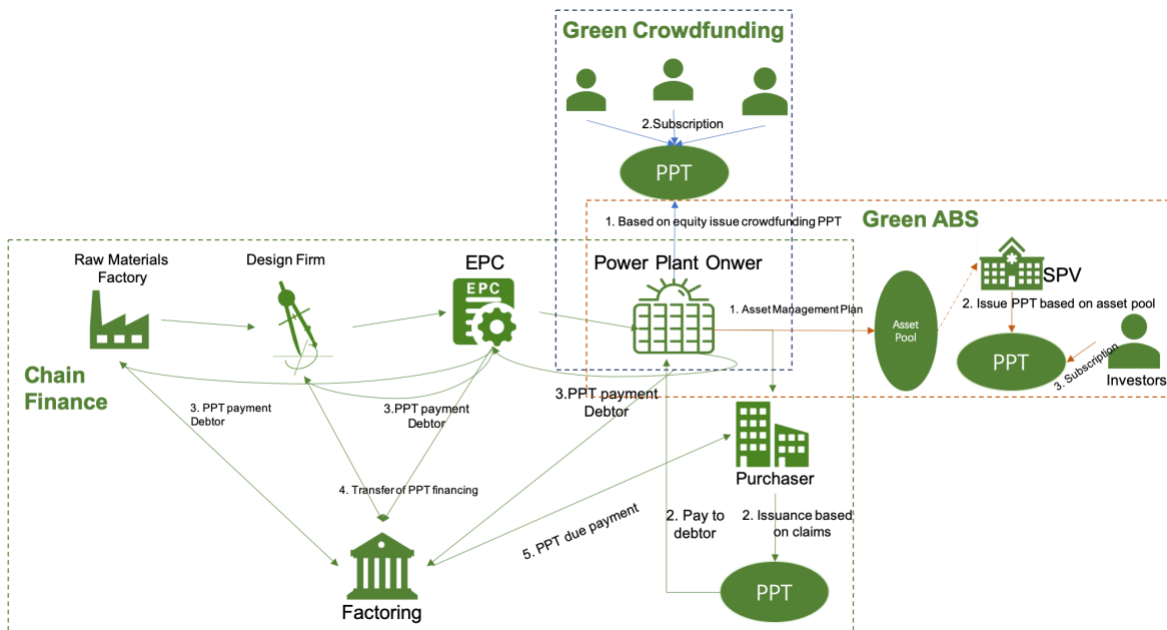 Green Crowdfunding
2.Subscription
PPT
1. Based on equity issue crowdfunding PPT
Green ABS
Raw Materials
Factory
Design Firm
EPC
EPC
Power Plant Onwer
SPV
1. Asset Management Plan
2. Issue PPT based on asset pool
Asset
Pool
PPT
3. Subscription
Investors
Chain
Finance
3. PPT payment
Debtor
3.PPT payment
Debtor
3.PPT payment
Debtor
Purchaser
4. Transfer of PPT financing
5. PPT due payment
2. Pay to
debtor
2. Issuance based
on claims
PPT
Factoring